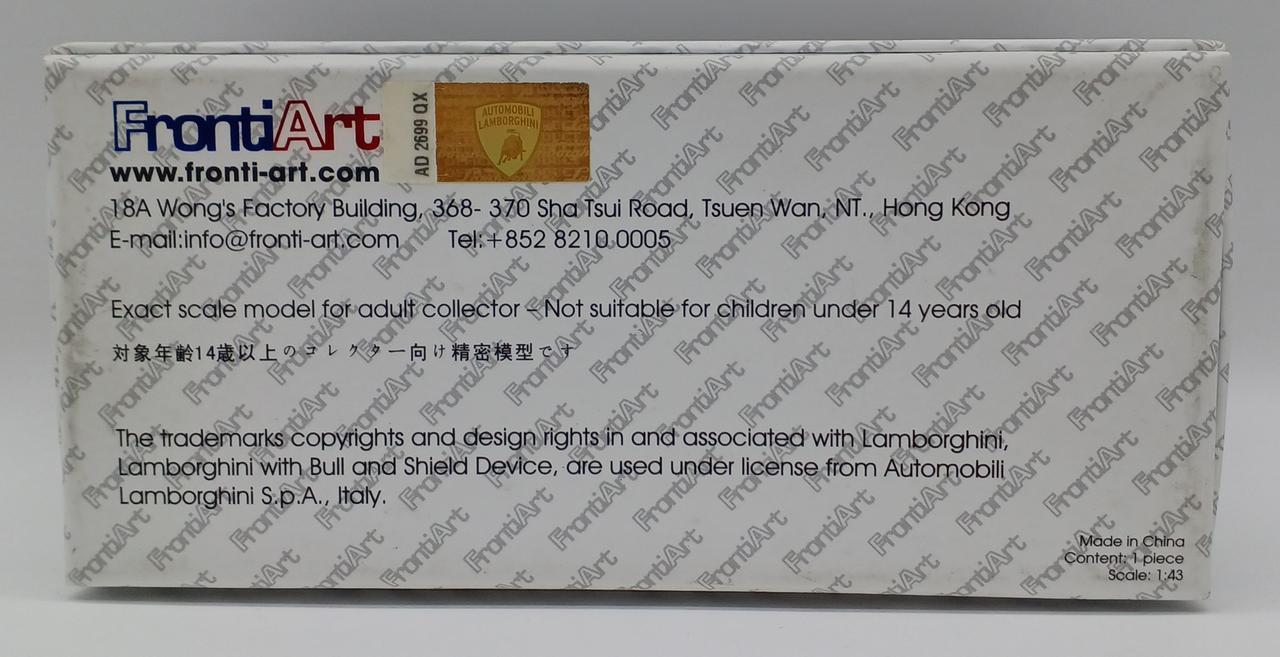 FrontiArt
AD 2699 QX
AUTOMOBILI
LAMBORGHINI
www.fronti-art.com
18A Wong's Factory Building, 368- 370 Sha Tsui Road, Tsuen Wan, NT., Hong Kong
E-mail:info@fronti-art.com Tel:+852 8210 0005
Exact scale model for adult collector – Not suitable for children under 14 years old
対象年齢14歳以上のコレクター向け精密模型です
The trademarks copyrights and design rights in and associated with Lamborghini,
Lamborghini with Bull and Shield Device, are used under license from Automobili
Lamborghini S.p.A., Italy.
Made in China
Content: 1 piece
Scale: 1:43